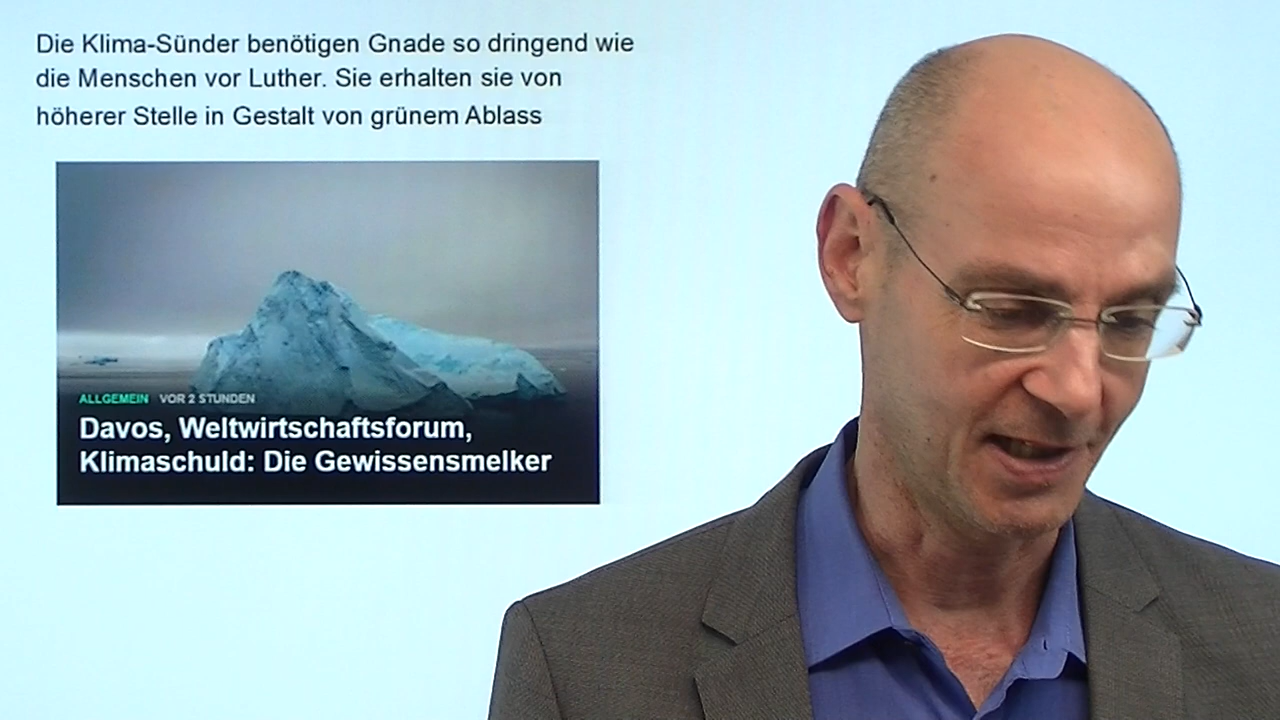 Die Klima-Sünder benötigen Gnade so dringend wie
die Menschen vor Luther. Sie erhalten sie von
höherer Stelle in Gestalt von grünem Ablass
ALLGEMEIN VOR 2 STUNDEN
Davos, Weltwirtschaftsforum,
Klimaschuld: Die Gewissensmelker